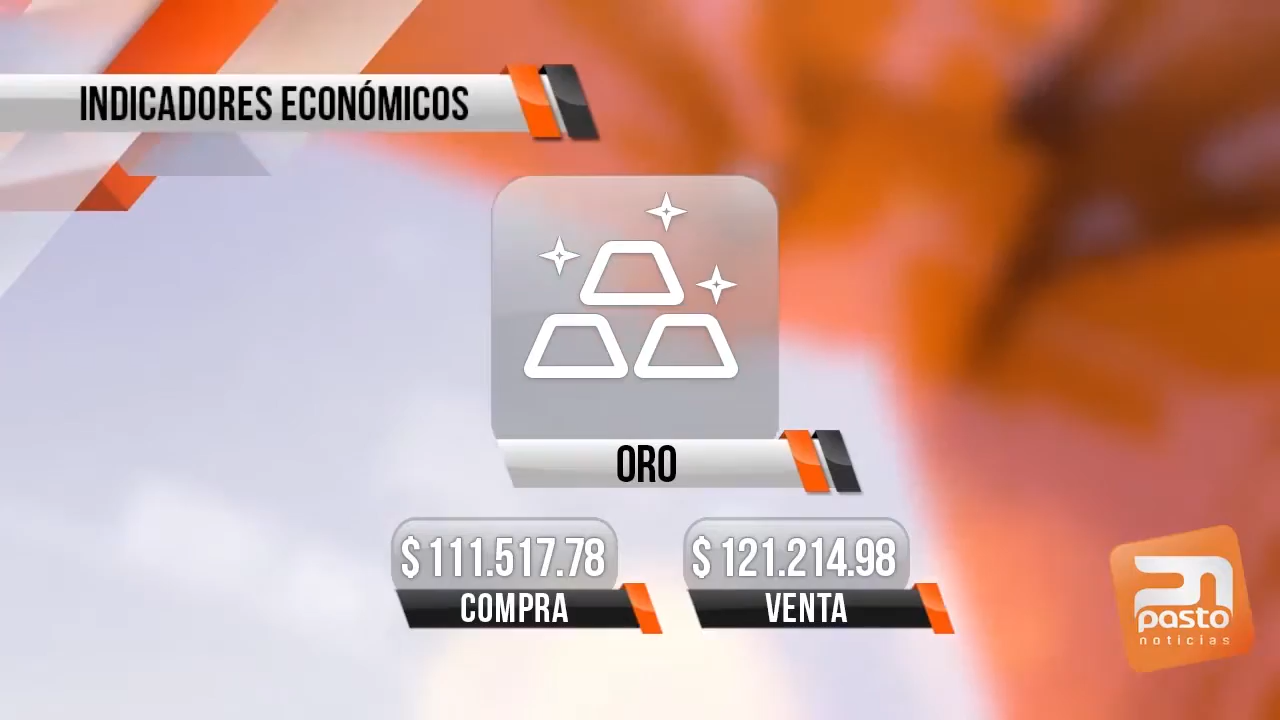 INDICADORES ECONÓMICOS
ORO
$ 111.517.78
COMPRA
$ 121.214.98
VENTA
pasto
noticias